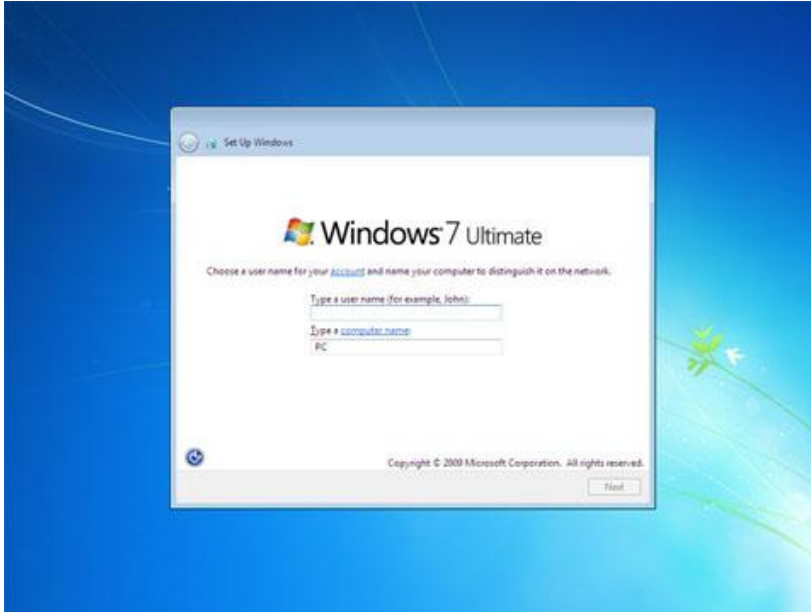 Set Up Windows
Windows 7 Ultimate
Choose a user name for your account and name your computer to distinguish it on the network.
Type a user name (for example, John):
Type a computer name:
PC
Copyright © 2009 Microsoft Corporation. All rights reserved.
Next